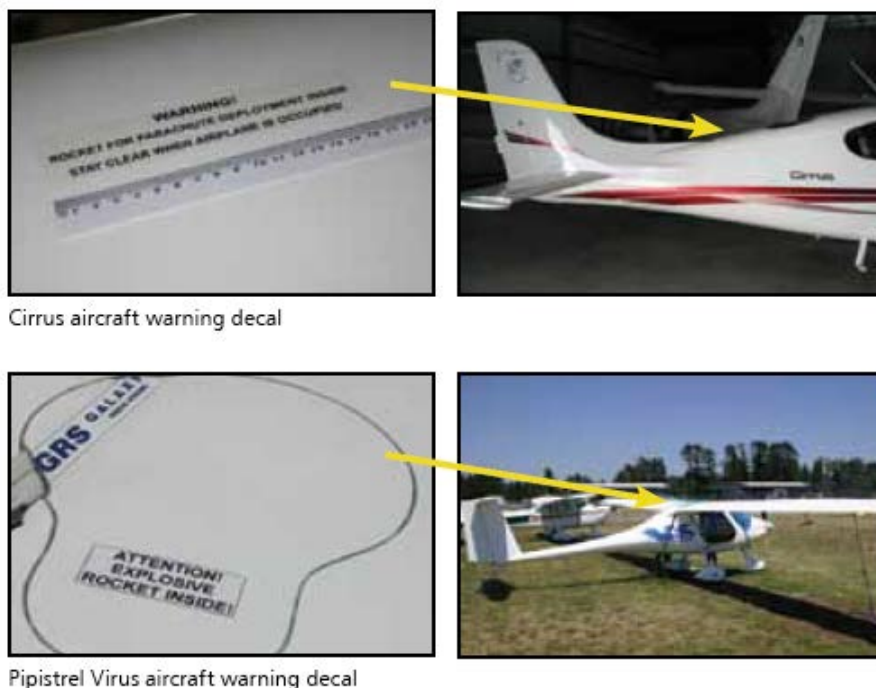 WARNING!
ROCKET FOR PARACHUTE DEPLOYMENT INSIDE
STAY CLEAR WHEN AIRPLANE IS OCCUPIED
Cirrus
Cirrus aircraft warning decal
GRS GALAXY
ATTENTION!
EXPLOSIVE
ROCKET INSIDE!
Pipistrel Virus aircraft warning decal